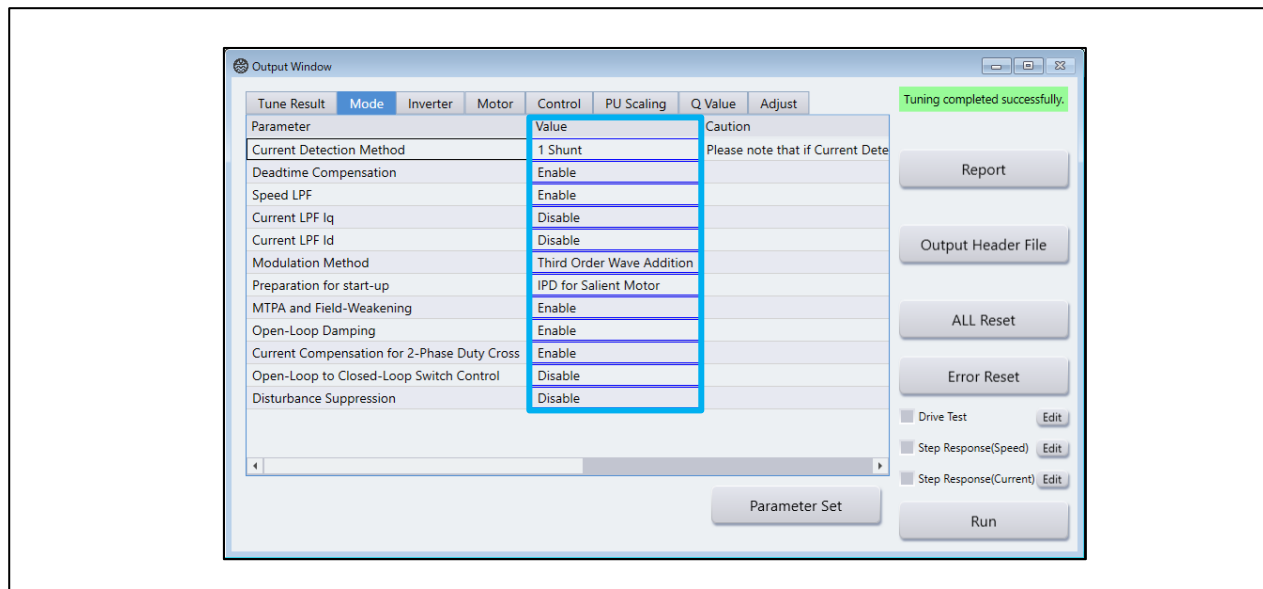 Output Window
Tune Result Mode Inverter Motor Control PU Scaling Q Value Adjust
Tuning completed successfully.
Parameter Value Caution
Current Detection Method 1 Shunt Please note that if Current Dete
Deadtime Compensation Enable
Speed LPF Enable
Current LPF Iq Disable
Current LPF Id Disable
Modulation Method Third Order Wave Addition
Preparation for start-up IPD for Salient Motor
MTPA and Field-Weakening Enable
Open-Loop Damping Enable
Current Compensation for 2-Phase Duty Cross Enable
Open-Loop to Closed-Loop Switch Control Disable
Disturbance Suppression Disable
Parameter Set
Report
Output Header File
ALL Reset
Error Reset
Drive Test Edit
Step Response(Speed) Edit
Step Response(Current) Edit
Run